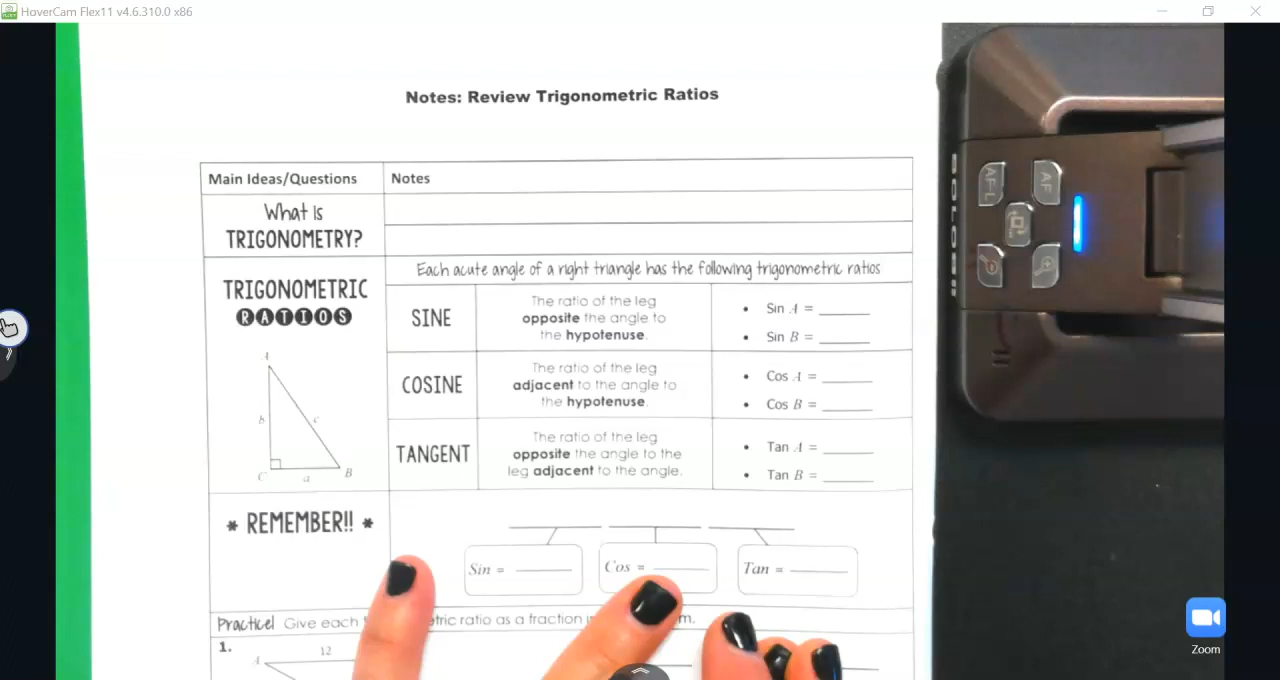 HoverCam Flex11 v4.6.310.0 x86
Notes: Review Trigonometric Ratios
Main Ideas/Questions
Notes
What is
TRIGONOMETRY?
TRIGONOMETRIC
RATIOS
A
b
c
C
a
B
Each acute angle of a right triangle has the following trigonometric ratios
SINE
The ratio of the leg
opposite the angle to
the hypotenuse.
• Sin A = ______
• Sin B = ______
COSINE
The ratio of the leg
adjacent to the angle to
the hypotenuse.
• Cos A = ______
• Cos B = ______
TANGENT
The ratio of the leg
opposite the angle to the
leg adjacent to the angle.
• Tan A = ______
• Tan B = ______
* REMEMBER!! *
Sin = ______
Cos = ______
Tan = ______
Practice! Give each
ratio as a fraction
1.
A
12
AF-L
AF
Zoom